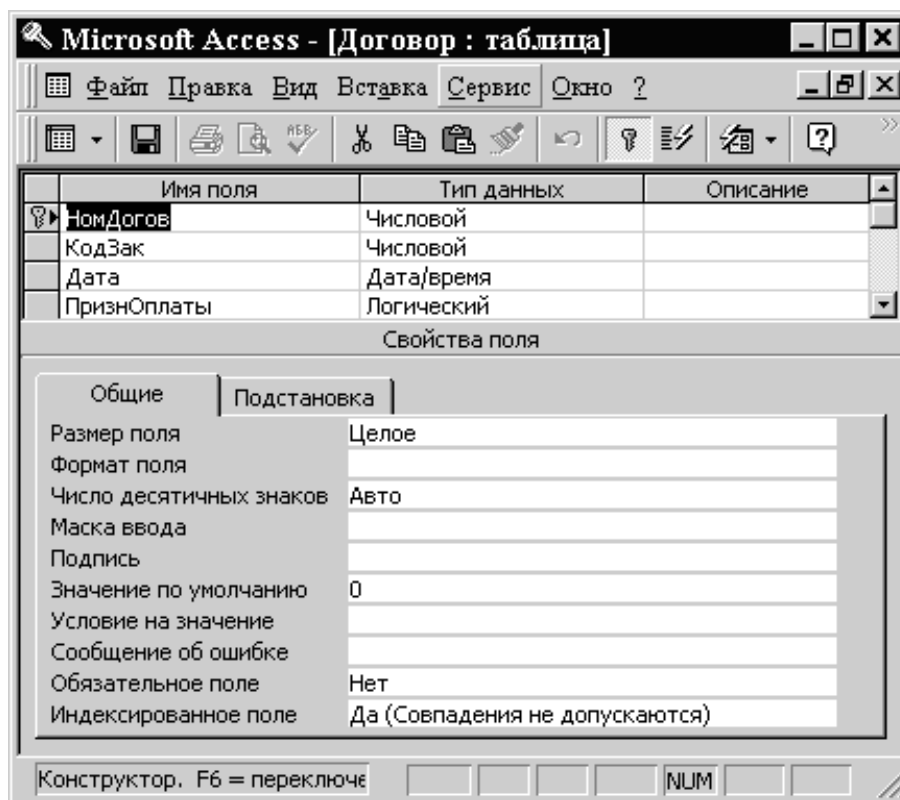 Microsoft Access - [Договор : таблица]
Файл Правка Вид Вставка Сервис Окно ?
Имя поля Тип данных Описание
НомДогов Числовой
КодЗак Числовой
Дата Дата/время
ПризнОплаты Логический
Свойства поля
Общие Подстановка
Размер поля Целое
Формат поля
Число десятичных знаков Авто
Маска ввода
Подпись
Значение по умолчанию 0
Условие на значение
Сообщение об ошибке
Обязательное поле Нет
Индексированное поле Да (Совпадения не допускаются)
Конструктор. F6 = переключе NUM